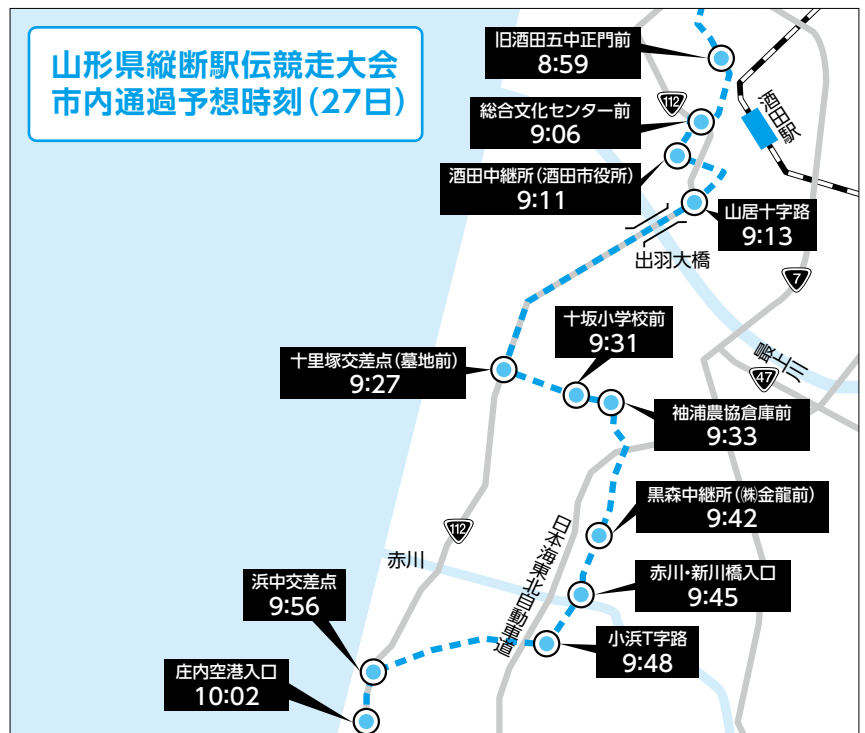 山形県縦断駅伝競走大会
市内通過予想時刻(27日)
旧酒田五中正門前
8:59
112
総合文化センター前
9:06
酒田駅
酒田中継所(酒田市役所)
9:11
山居十字路
9:13
出羽大橋
7
十坂小学校前
9:31
最上川
47
十里塚交差点(墓地前)
9:27
袖浦農協倉庫前
9:33
黒森中継所(㈱金龍前)
9:42
112
赤川
日本海東北自動車道
赤川・新川橋入口
9:45
浜中交差点
9:56
小浜T字路
9:48
庄内空港入口
10:02